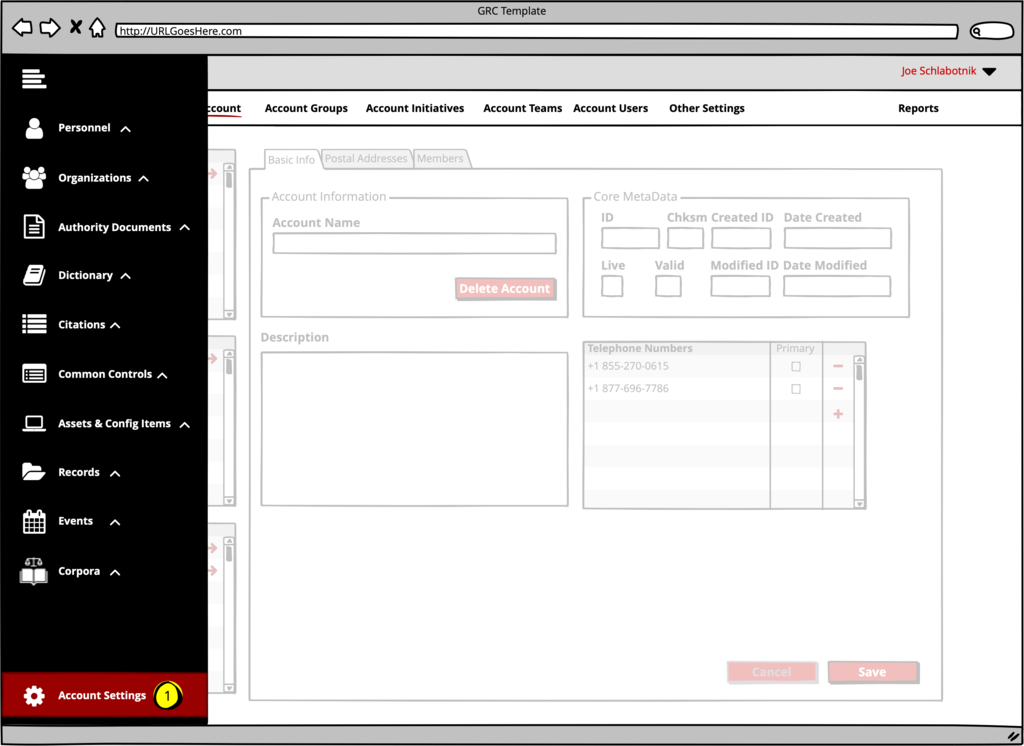 GRC Template
http://URLGoesHere.com
Joe Schlabotnik
ccount Account Groups Account Initiatives Account Teams Account Users Other Settings Reports
Personnel
Organizations
Authority Documents
Dictionary
Citations
Common Controls
Assets & Config Items
Records
Events
Corpora
Account Settings 1
Basic Info Postal Addresses Members
Account Information
Account Name
Delete Account
Core MetaData
ID Chksm Created ID Date Created
Live Valid Modified ID Date Modified
Description
Telephone Numbers Primary
+1 855-270-0615
+1 877-696-7786
Cancel Save